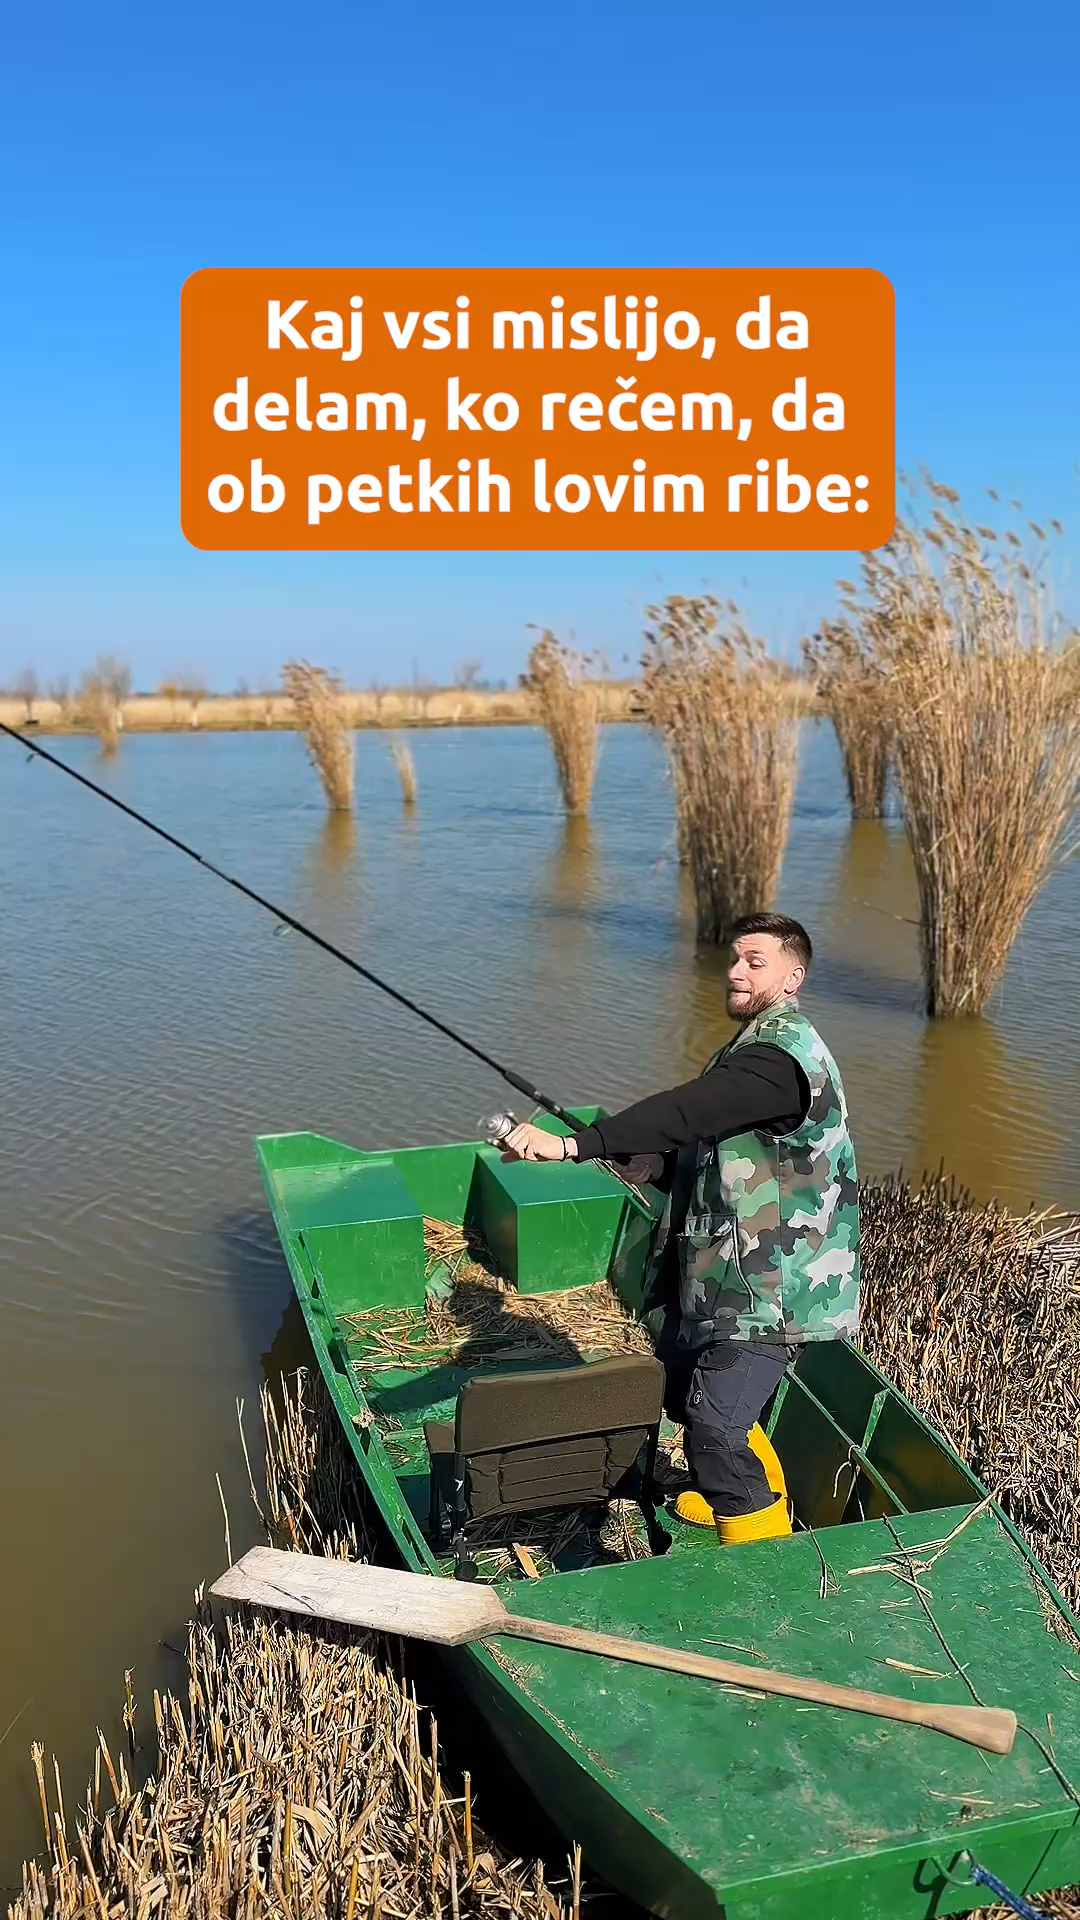 Kaj vsi mislijo, da
delam, ko rečem, da
ob petkih lovim ribe: